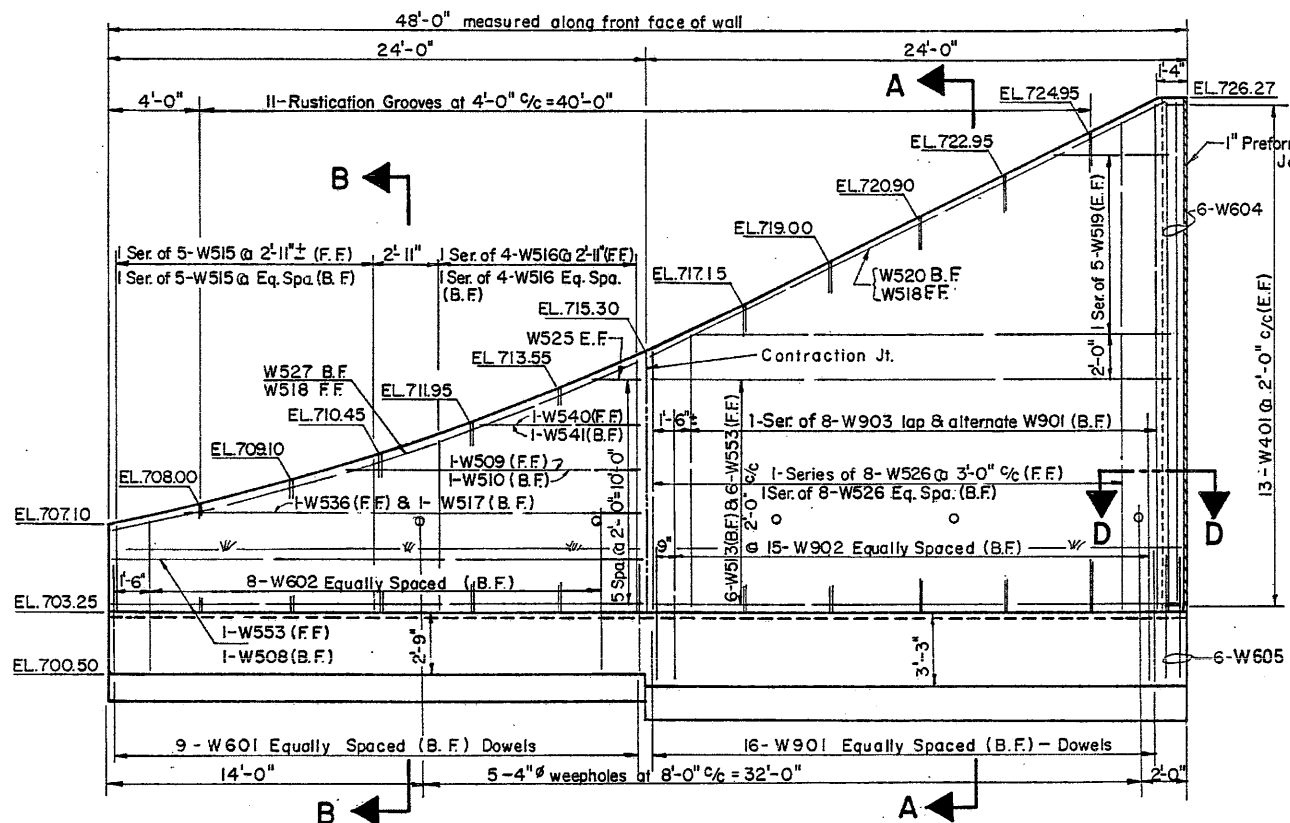 48'-0" measured along front face of wall
24'-0"
24'-0"
A
1'-4"
4'-0"
11-Rustication Grooves at 4'-0" c/c = 40'-0"
EL.724.95
EL.726.27
EL.722.95
1" Prefor
B
EL.720.90
6-W604
EL.719.00
1 Ser. of 5-W515 @ 2'-11"± (F.F.)
2'-11"
1 Ser. of 4-W516 @ 2'-11" (F.F)
1 Ser. of 5-W515 @ Eq. Spa. (B.F.)
1 Ser. of 4-W516 Eq. Spa.
(B.F.)
W520 B.F.
W518 F.F.
1 Ser. of 5-W519 (E.F.)
EL.717.15
EL.715.30
W525 E.F.
Contraction Jt.
2'-0"
13'-W401 @ 2'-0" c/c (E.F.)
EL.713.55
W527 B.F.
W518 F.F.
EL.711.95
EL.710.45
1-W540 (F.F.)
1-W541 (B.F.)
1'-6"±
1-Ser. of 8-W903 lap & alternate W901 (B.F.)
EL.709.10
1-W509 (F.F.)
1-W510 (B.F.)
5 Spa. @ 2'-0"=10'-0"
6-W513 (B.F.) & 6-W553 (F.F.)
@ 2'-0" c/c
1-Series of 8-W526 @ 3'-0" c/c (F.F.)
1 Ser. of 8-W526 Eq. Spa. (B.F.)
EL.708.00
1-W536 (F.F.) & 1-W517 (B.F.)
D
D
EL.707.10
9"
15-W902 Equally Spaced (B.F.)
1'-6"
8-W602 Equally Spaced (B.F.)
EL.703.25
1-W553 (F.F)
1-W508 (B.F.)
2'-9"
3'-3"
6-W605
EL.700.50
9-W601 Equally Spaced (B.F.) Dowels
16-W901 Equally Spaced (B.F.) - Dowels
14'-0"
5-4"ø weepholes at 8'-0" c/c = 32'-0"
2'-0"
B
A